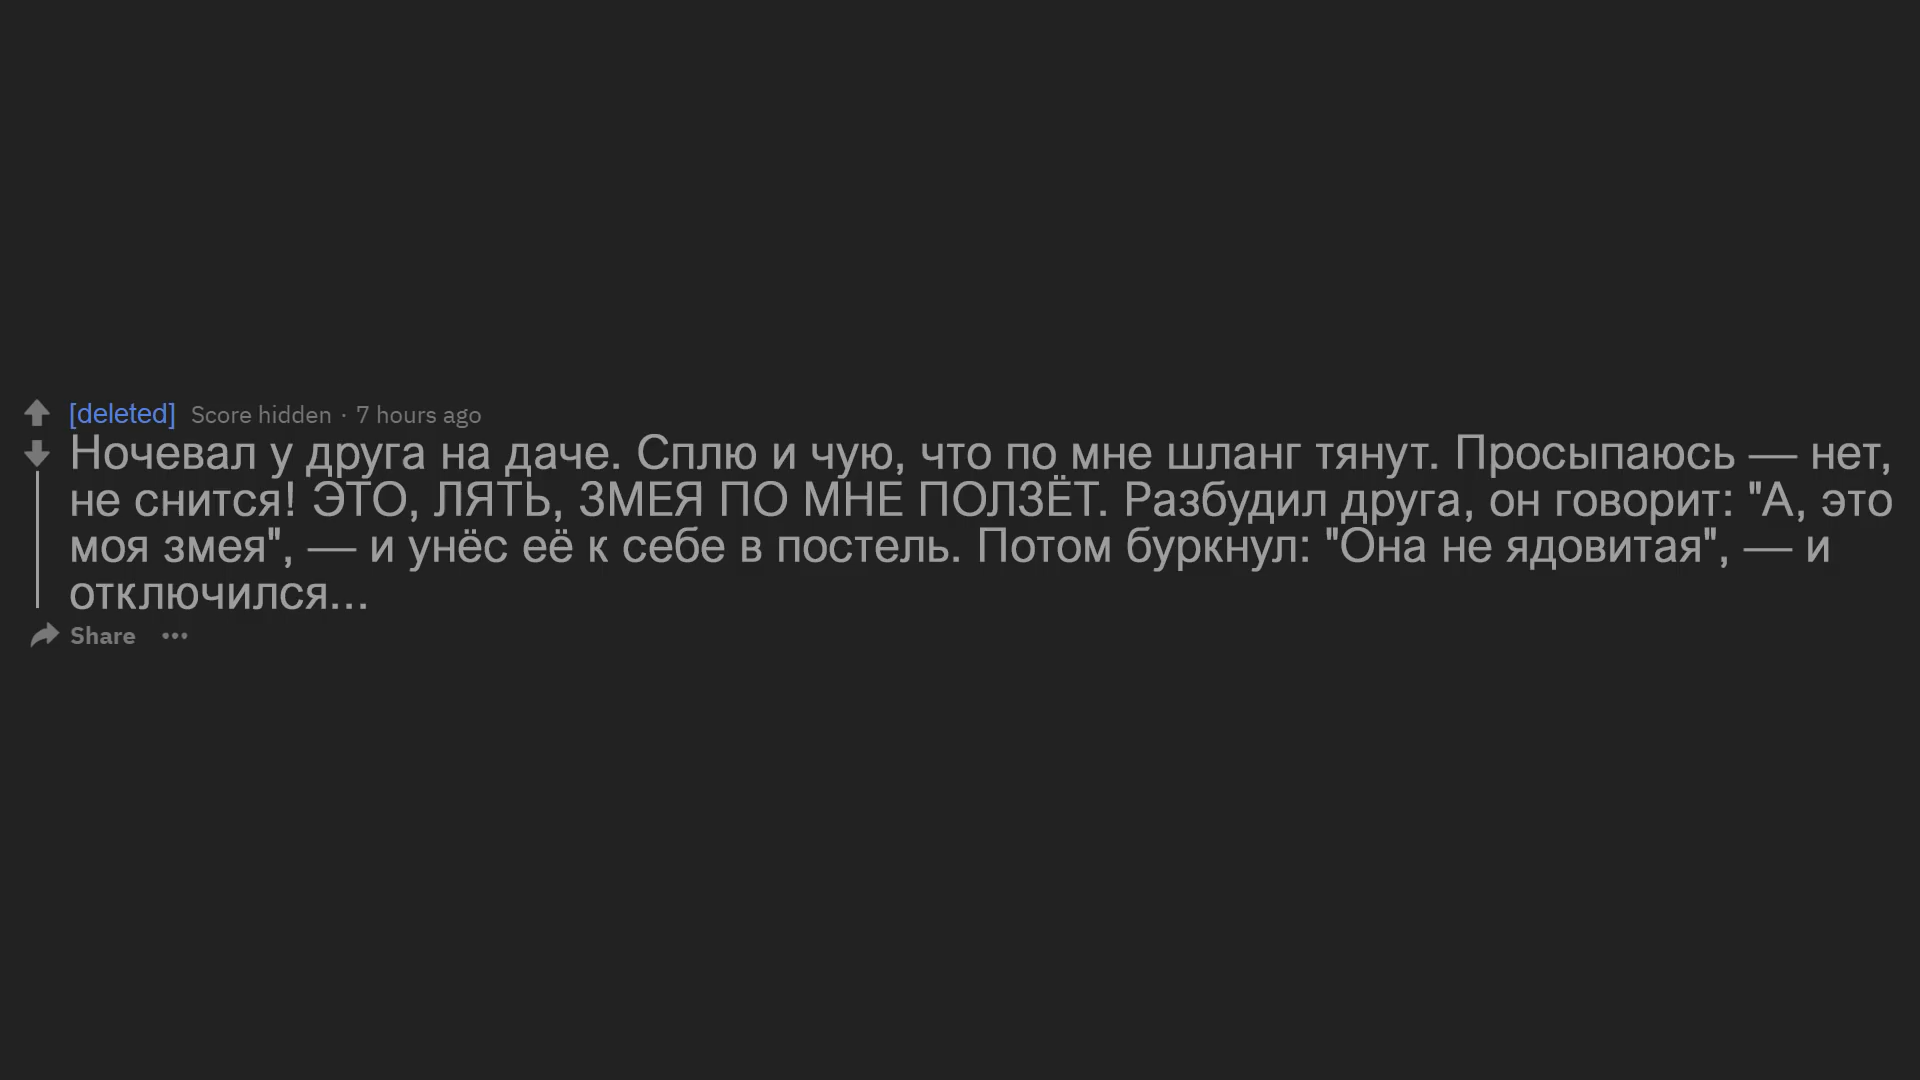 [deleted] Score hidden · 7 hours ago
Ночевал у друга на даче. Сплю и чую, что по мне шланг тянут. Просыпаюсь — нет,
не снится! ЭТО, ЛЯТЬ, ЗМЕЯ ПО МНЕ ПОЛЗЁТ. Разбудил друга, он говорит: "А, это
моя змея", — и унёс её к себе в постель. Потом буркнул: "Она не ядовитая", — и
отключился...
Share ···